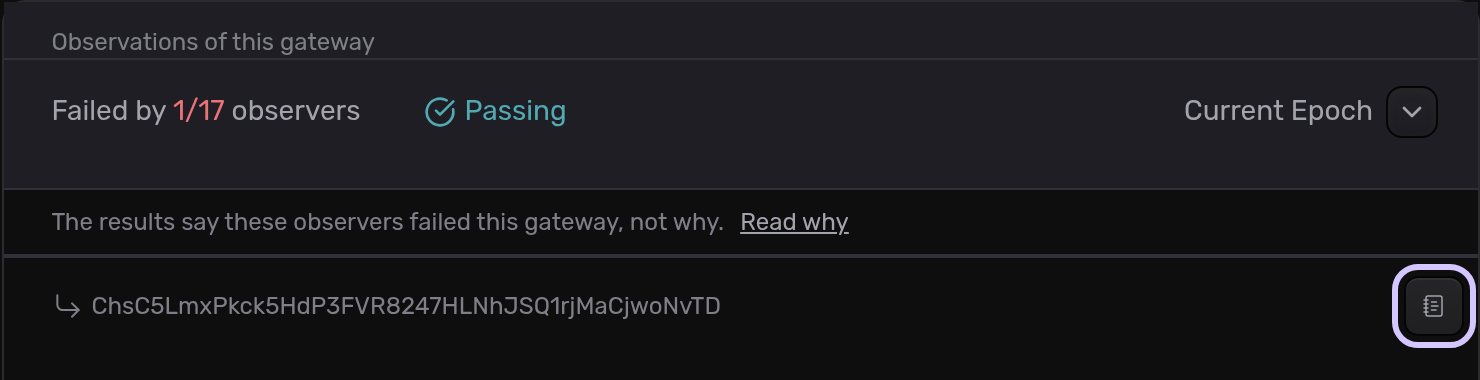 Observations of this gateway
Failed by 1/17 observers
Passing
Current Epoch
The results say these observers failed this gateway, not why. Read why
ChsC5LmxPkck5HdP3FVR8247HLNhJSQ1rjMaCjwoNvTD